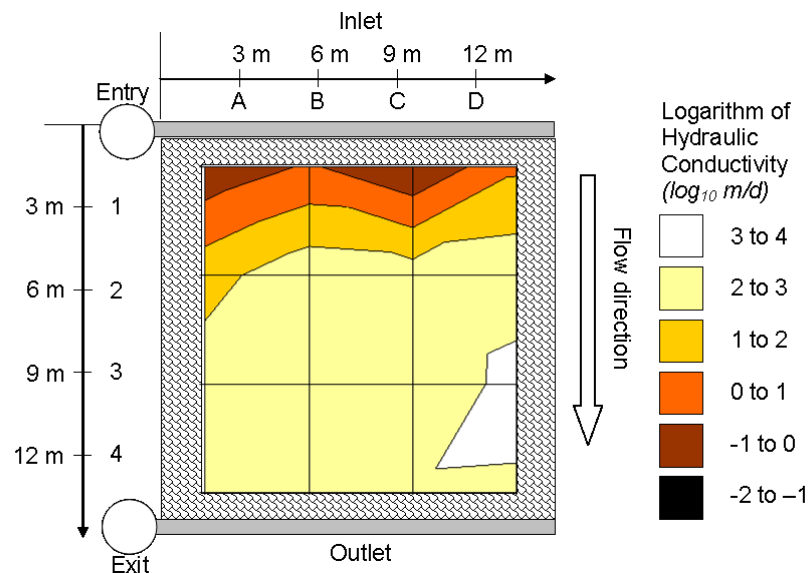 Inlet
3 m 6 m 9 m 12 m
A B C D
Entry
3 m 1
6 m 2
9 m 3
12 m 4
Exit
Outlet
Flow direction
Logarithm of
Hydraulic
Conductivity
(log₁₀ m/d)
3 to 4
2 to 3
1 to 2
0 to 1
-1 to 0
-2 to –1